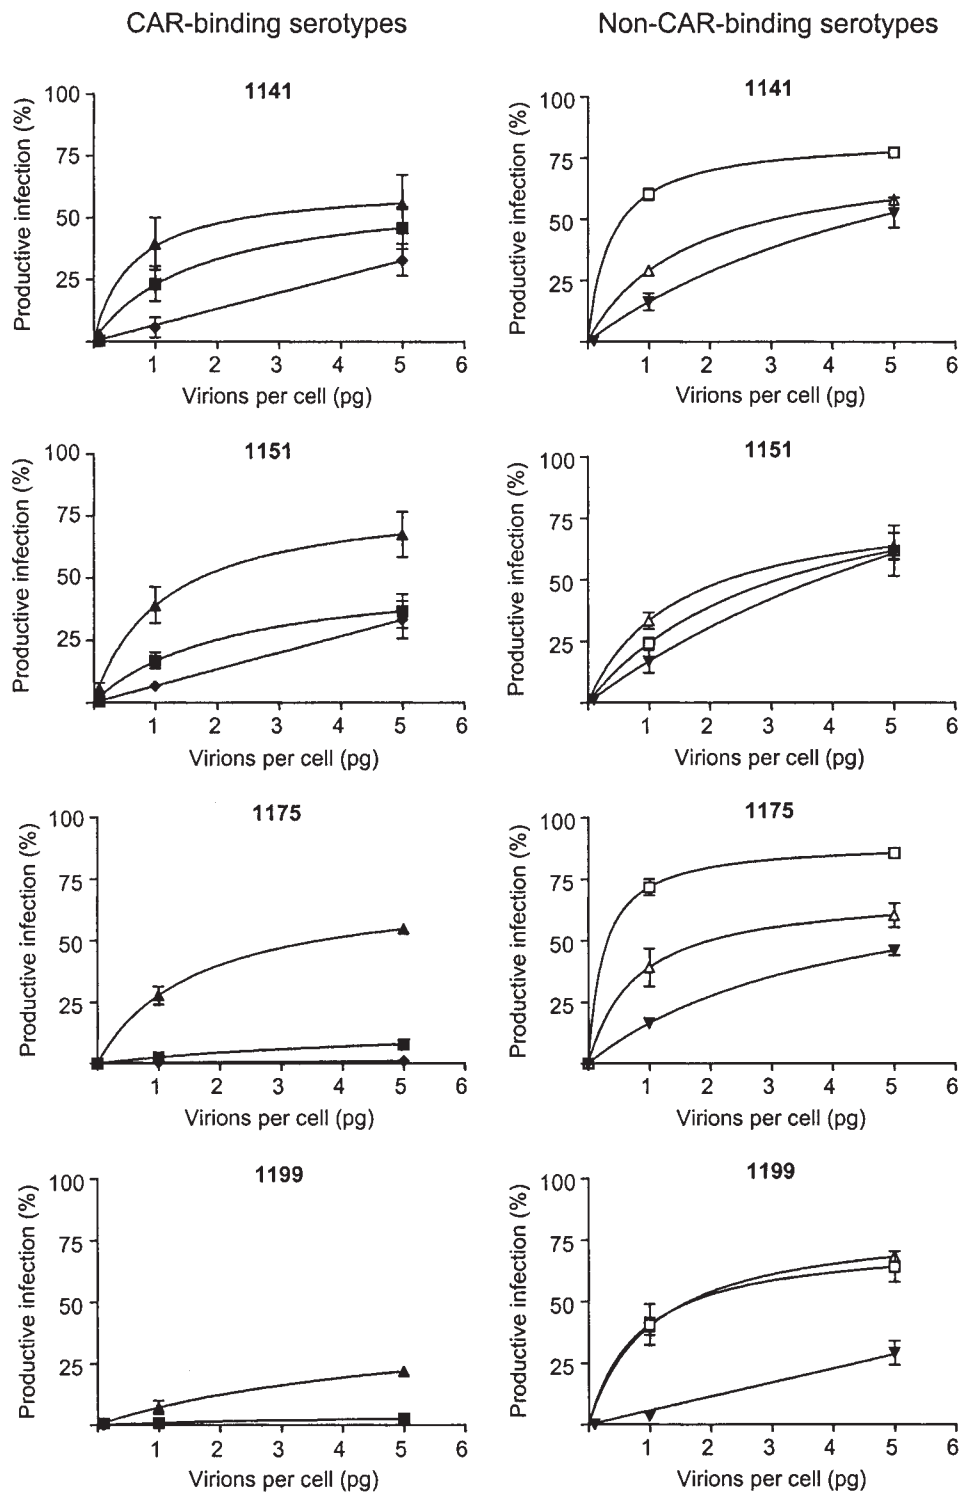 CAR-binding serotypes
Non-CAR-binding serotypes
1141
Productive infection (%)
100
75
50
25
1 2 3 4 5 6
Virions per cell (pg)
1141
Productive infection (%)
100
75
50
25
1 2 3 4 5 6
Virions per cell (pg)
1151
Productive infection (%)
100
75
50
25
1 2 3 4 5 6
Virions per cell (pg)
1151
Productive infection (%)
100
75
50
25
1 2 3 4 5 6
Virions per cell (pg)
1175
Productive infection (%)
100
75
50
25
1 2 3 4 5 6
Virions per cell (pg)
1175
Productive infection (%)
100
75
50
25
1 2 3 4 5 6
Virions per cell (pg)
1199
Productive infection (%)
100
75
50
25
1 2 3 4 5 6
Virions per cell (pg)
1199
Productive infection (%)
100
75
50
25
1 2 3 4 5 6
Virions per cell (pg)